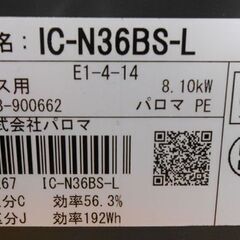 名：IC-N36BS-L
E1-4-14
ス用 8.10kW
3-900662 パロマ PE
式会社パロマ
.67 IC-N36BS-L
区分C 効率56.3%
区分J 効率192Wh